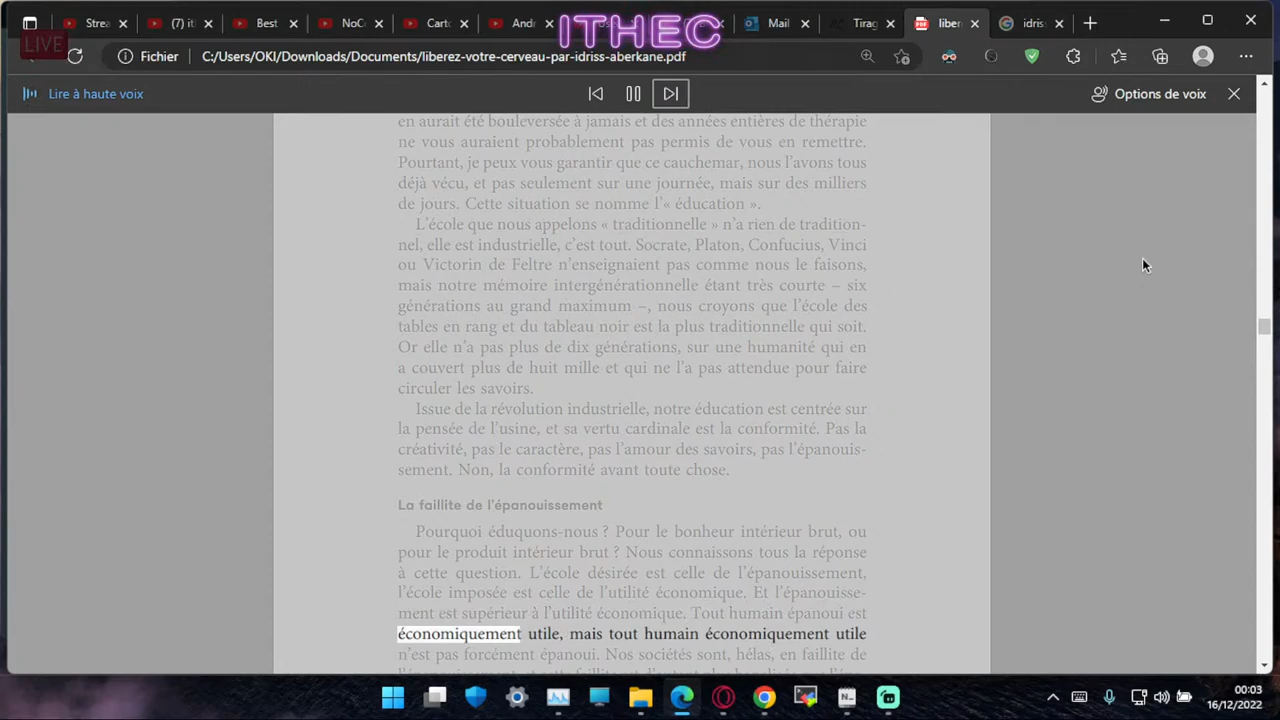 Strea
(7) it
Best
NoC
Carto
And
Mail
Tirag
liber
idris
ITHEC
LIVE
Fichier
C:/Users/OKI/Downloads/Documents/liberez-votre-cerveau-par-idriss-aberkane.pdf
Lire à haute voix
Options de voix
en aurait été bouleversée à jamais et des années entières de thérapie
ne vous auraient probablement pas permis de vous en remettre.
Pourtant, je peux vous garantir que ce cauchemar, nous l'avons tous
déjà vécu, et pas seulement sur une journée, mais sur des milliers
de jours. Cette situation se nomme l'« éducation ».
L'école que nous appelons « traditionnelle » n'a rien de tradition-
nel, elle est industrielle, c'est tout. Socrate, Platon, Confucius, Vinci
ou Victorin de Feltre n'enseignaient pas comme nous le faisons,
mais notre mémoire intergénérationnelle étant très courte – six
générations au grand maximum –, nous croyons que l'école des
tables en rang et du tableau noir est la plus traditionnelle qui soit.
Or elle n'a pas plus de dix générations, sur une humanité qui en
a couvert plus de huit mille et qui ne l'a pas attendue pour faire
circuler les savoirs.
Issue de la révolution industrielle, notre éducation est centrée sur
la pensée de l'usine, et sa vertu cardinale est la conformité. Pas la
créativité, pas le caractère, pas l'amour des savoirs, pas l'épanouis-
sement. Non, la conformité avant toute chose.
La faillite de l'épanouissement
Pourquoi éduquons-nous ? Pour le bonheur intérieur brut, ou
pour le produit intérieur brut ? Nous connaissons tous la réponse
à cette question. L'école désirée est celle de l'épanouissement,
l'école imposée est celle de l'utilité économique. Et l'épanouisse-
ment est supérieur à l'utilité économique. Tout humain épanoui est
économiquement utile, mais tout humain économiquement utile
n'est pas forcément épanoui. Nos sociétés sont, hélas, en faillite de
00:03
16/12/2022